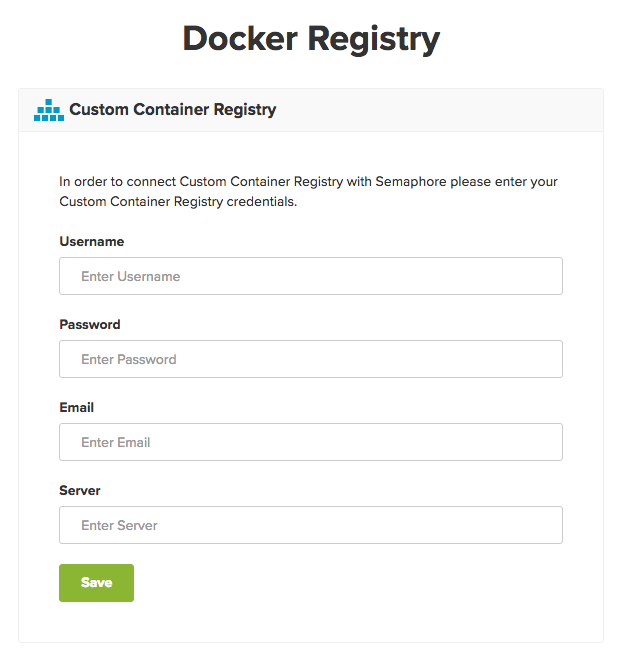 Docker Registry
Custom Container Registry
In order to connect Custom Container Registry with Semaphore please enter your
Custom Container Registry credentials.
Username
Enter Username
Password
Enter Password
Email
Enter Email
Server
Enter Server
Save